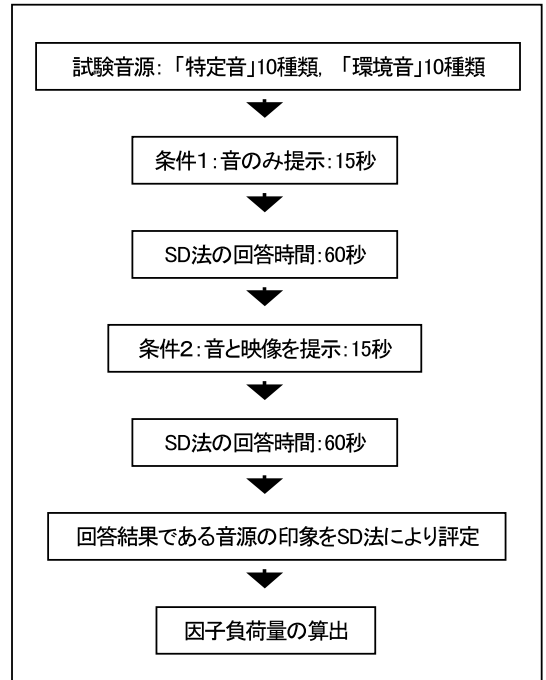 試験音源：「特定音」10種類，「環境音」10種類
条件１：音のみ提示：15秒
SD法の回答時間：60秒
条件２：音と映像を提示：15秒
SD法の回答時間：60秒
回答結果である音源の印象をSD法により評定
因子負荷量の算出